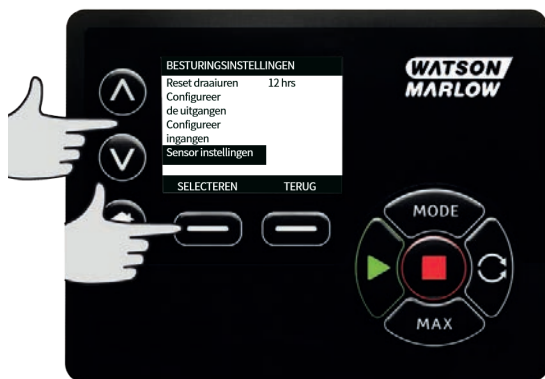 BESTURINGSINSTELLINGEN
Reset draaiuren 12 hrs
Configureer
de uitgangen
Configureer
ingangen
Sensor instellingen
SELECTEREN TERUG
WATSON
MARLOW
MODE
MAX